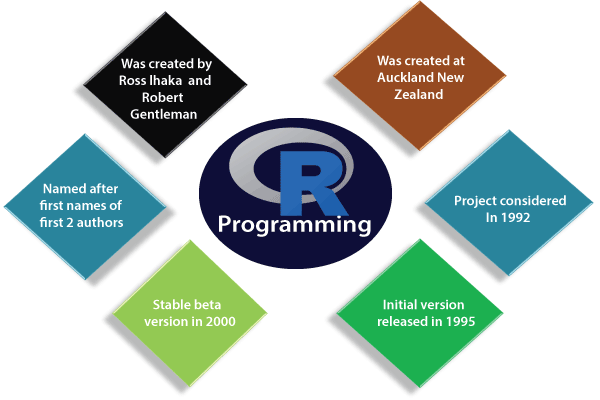 Was created by
Ross Ihaka and
Robert
Gentleman
Was created at
Auckland New
Zealand
Named after
first names of
first 2 authors
R
Programming
Project considered
In 1992
Stable beta
version in 2000
Initial version
released in 1995